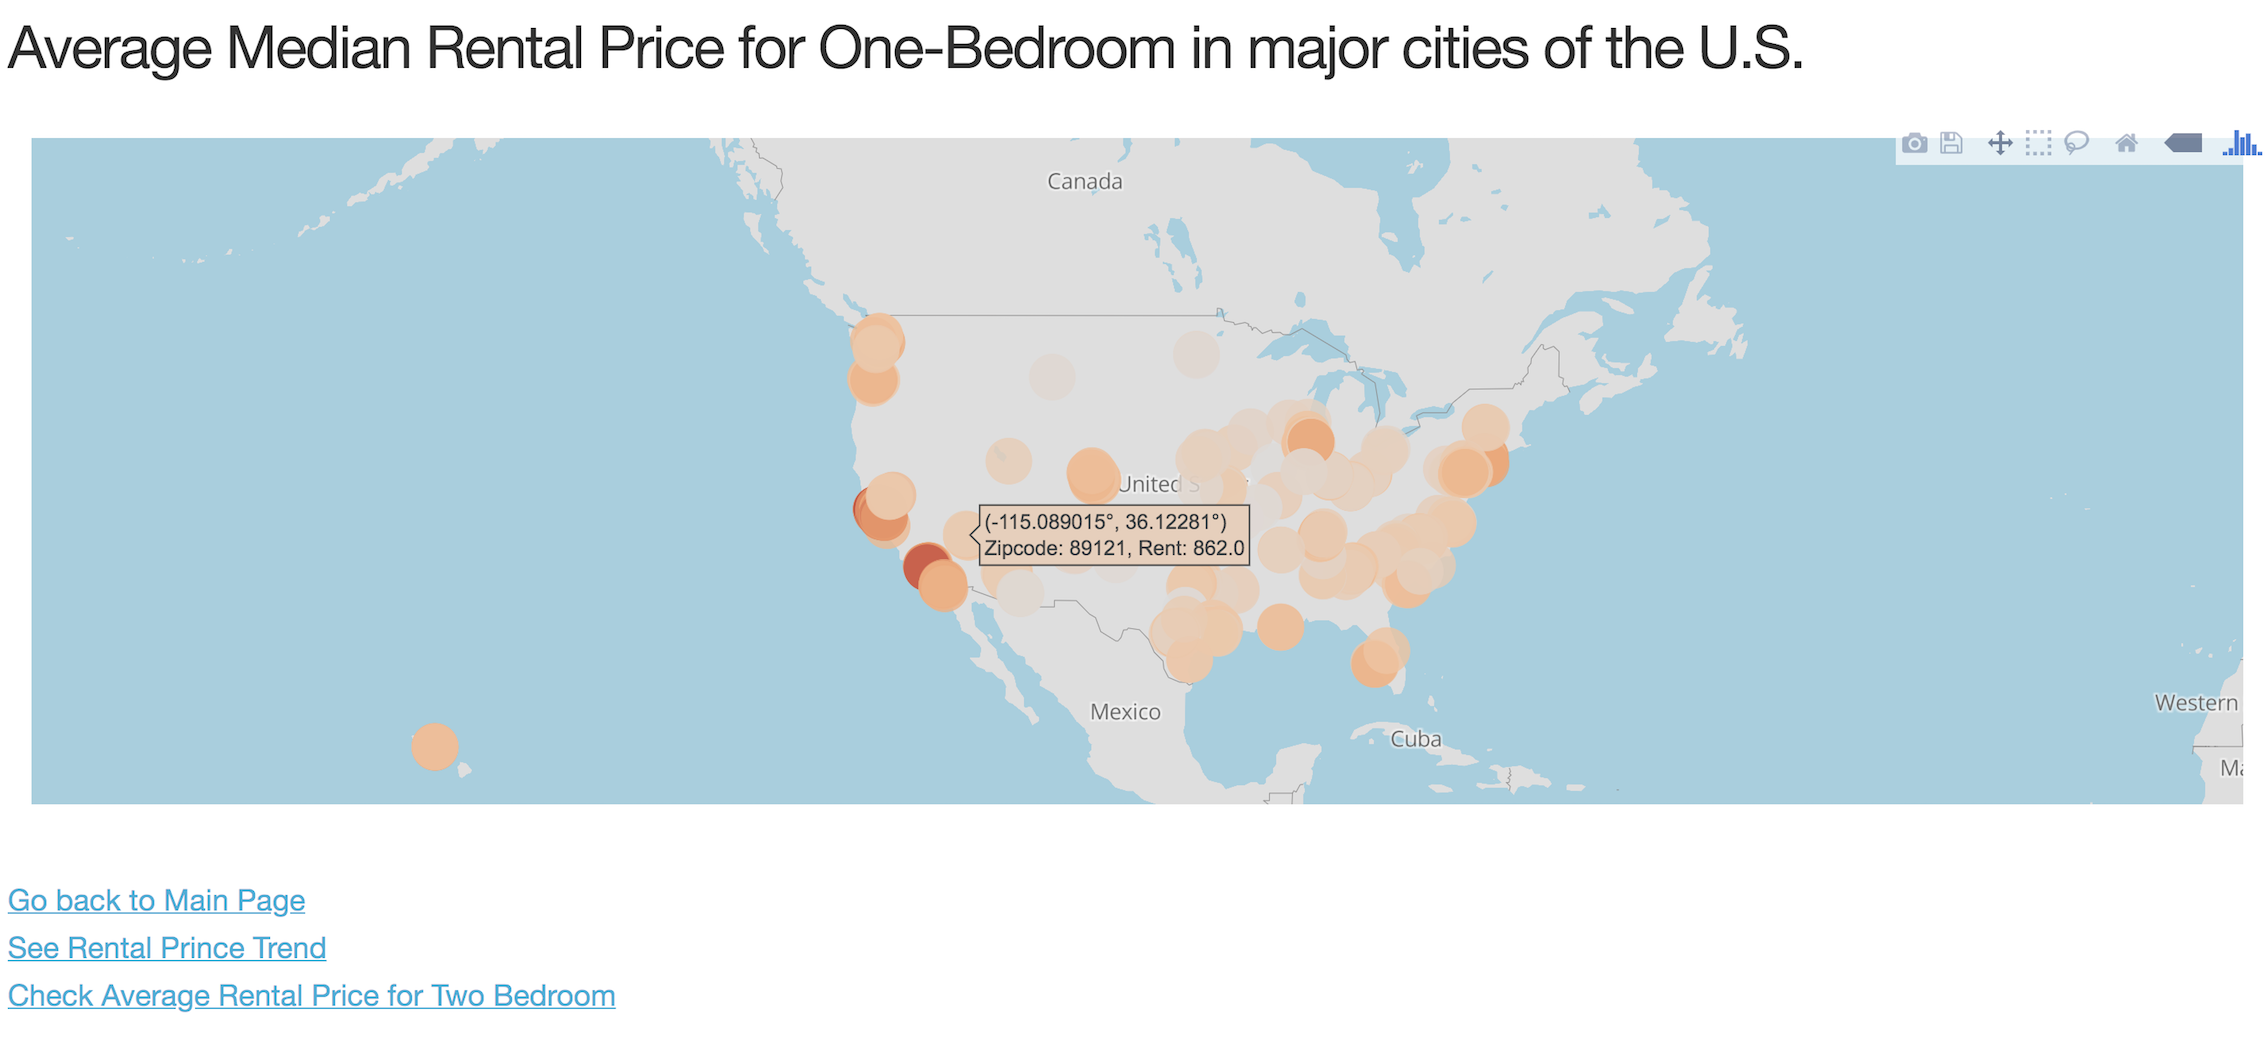 Average Median Rental Price for One-Bedroom in major cities of the U.S.
Canada
United S
(-115.089015°, 36.12281°)
Zipcode: 89121, Rent: 862.0
Mexico
Cuba
Western
Ma
Go back to Main Page
See Rental Prince Trend
Check Average Rental Price for Two Bedroom